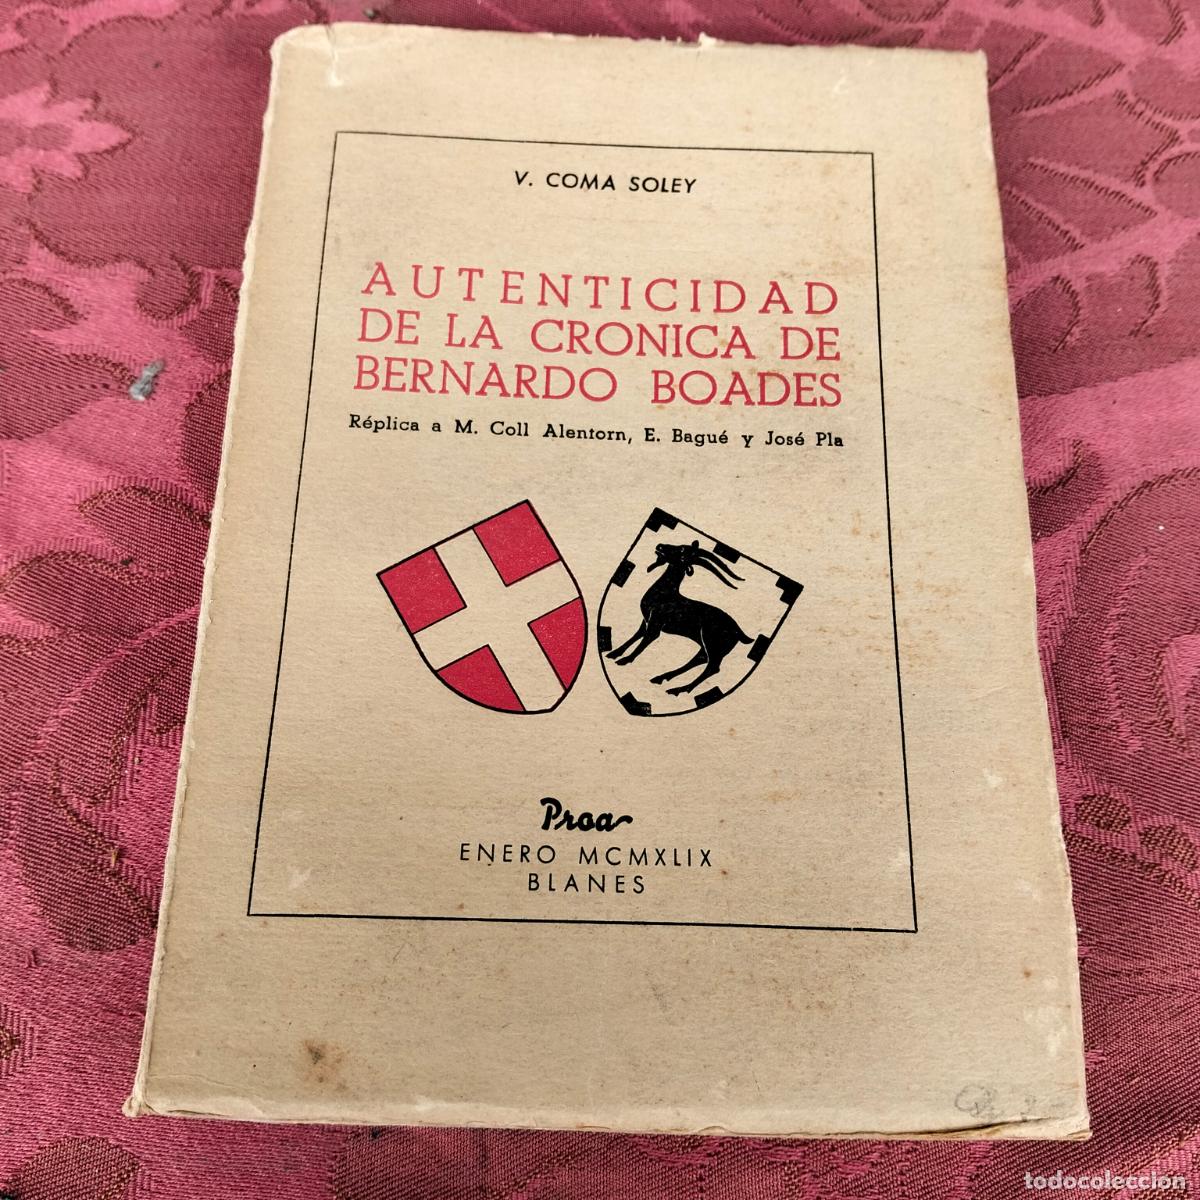 V. COMA SOLEY
AUTENTICIDAD
DE LA CRONICA DE
BERNARDO BOADES
Réplica a M. Coll Alentorn, E. Bagué y José Pla
Proa
ENERO MCMXLIX
BLANES
todocoleccion